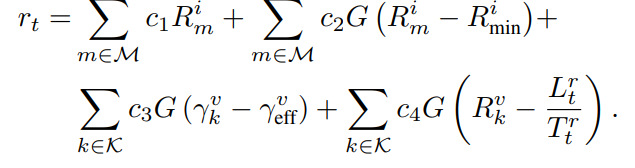 r_t = \sum_{m \in \mathcal{M}} c_1 R_m^i + \sum_{m \in \mathcal{M}} c_2 G \left( R_m^i - R_{\min}^i \right) +
\sum_{k \in \mathcal{K}} c_3 G \left( \gamma_k^v - \gamma_{\text{eff}}^v \right) + \sum_{k \in \mathcal{K}} c_4 G \left( R_k^v - \frac{L_t^r}{T_t^r} \right).